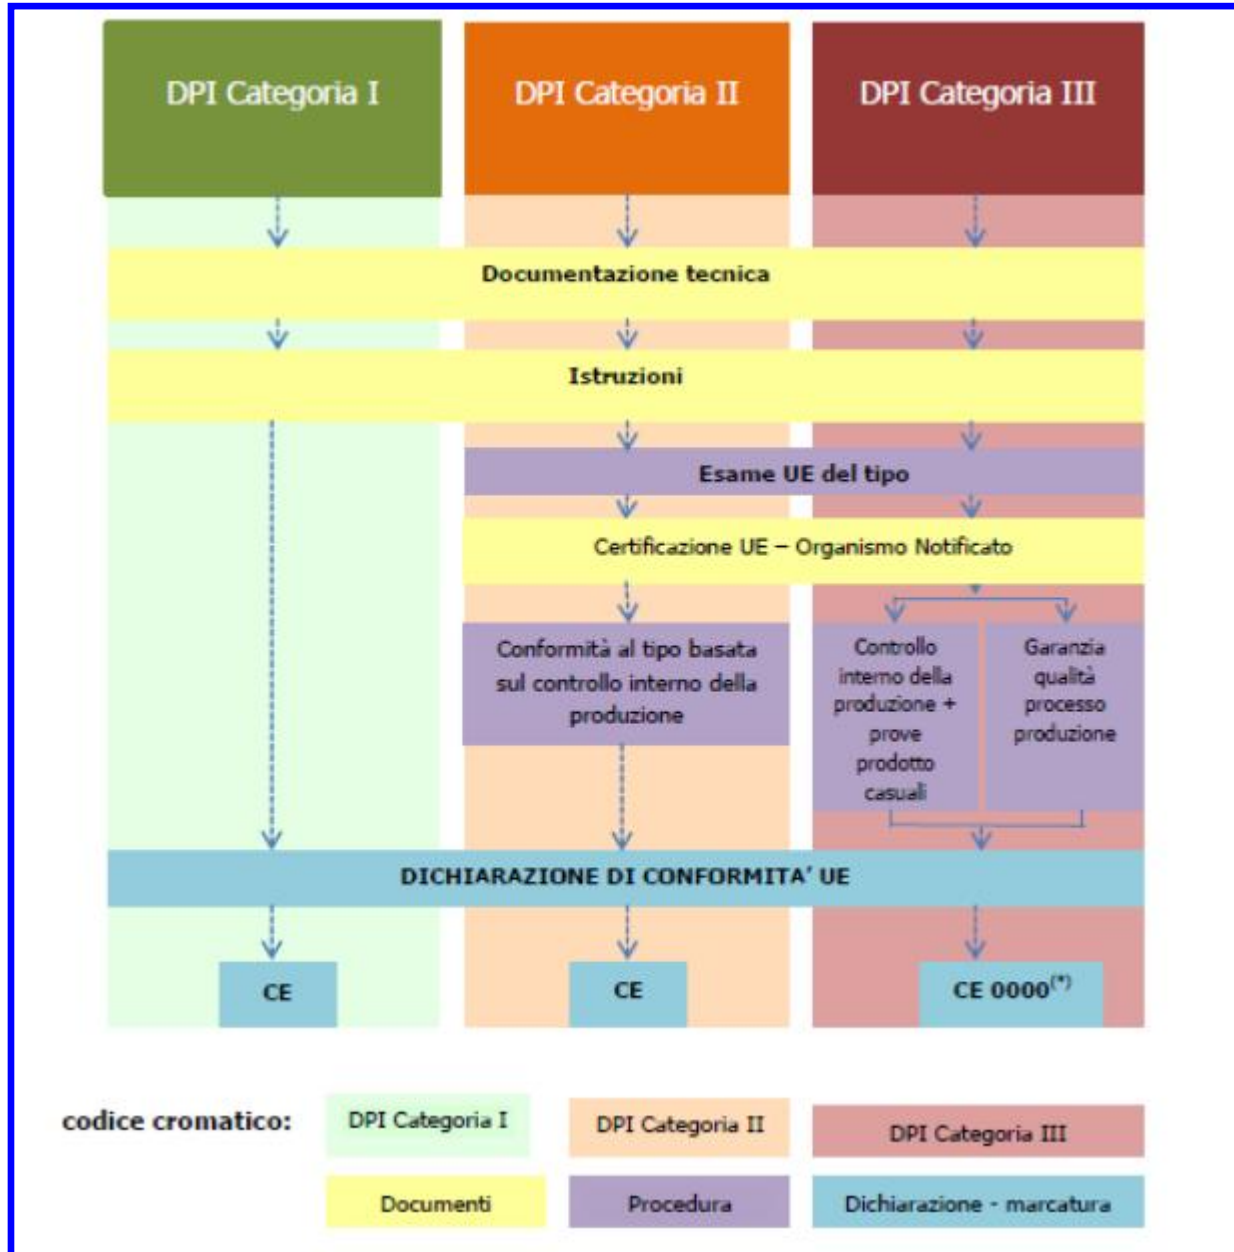 DPI Categoria I
DPI Categoria II
DPI Categoria III
Documentazione tecnica
Istruzioni
Esame UE del tipo
Certificazione UE – Organismo Notificato
Conformità al tipo basata
sul controllo interno della
produzione
Controllo
interno della
produzione +
prove
prodotto
casuali
Garanzia
qualità
processo
produzione
DICHIARAZIONE DI CONFORMITA’ UE
CE
CE
CE 0000(*)
codice cromatico:
DPI Categoria I
DPI Categoria II
DPI Categoria III
Documenti
Procedura
Dichiarazione - marcatura